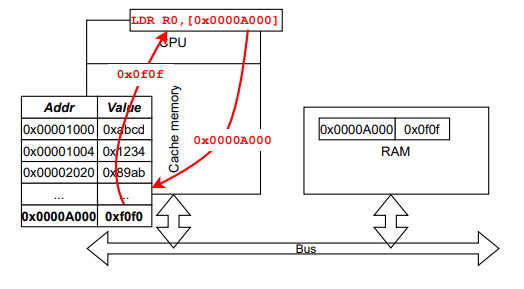 LDR R0,[0x0000A000]
CPU
0x0f0f
Addr Value
0x00001000 0xabcd
0x00001004 0x1234
0x00002020 0x89ab
... ...
0x0000A000 0xf0f0
Cache memory
0x0000A000
0x0000A000 0x0f0f
RAM
Bus